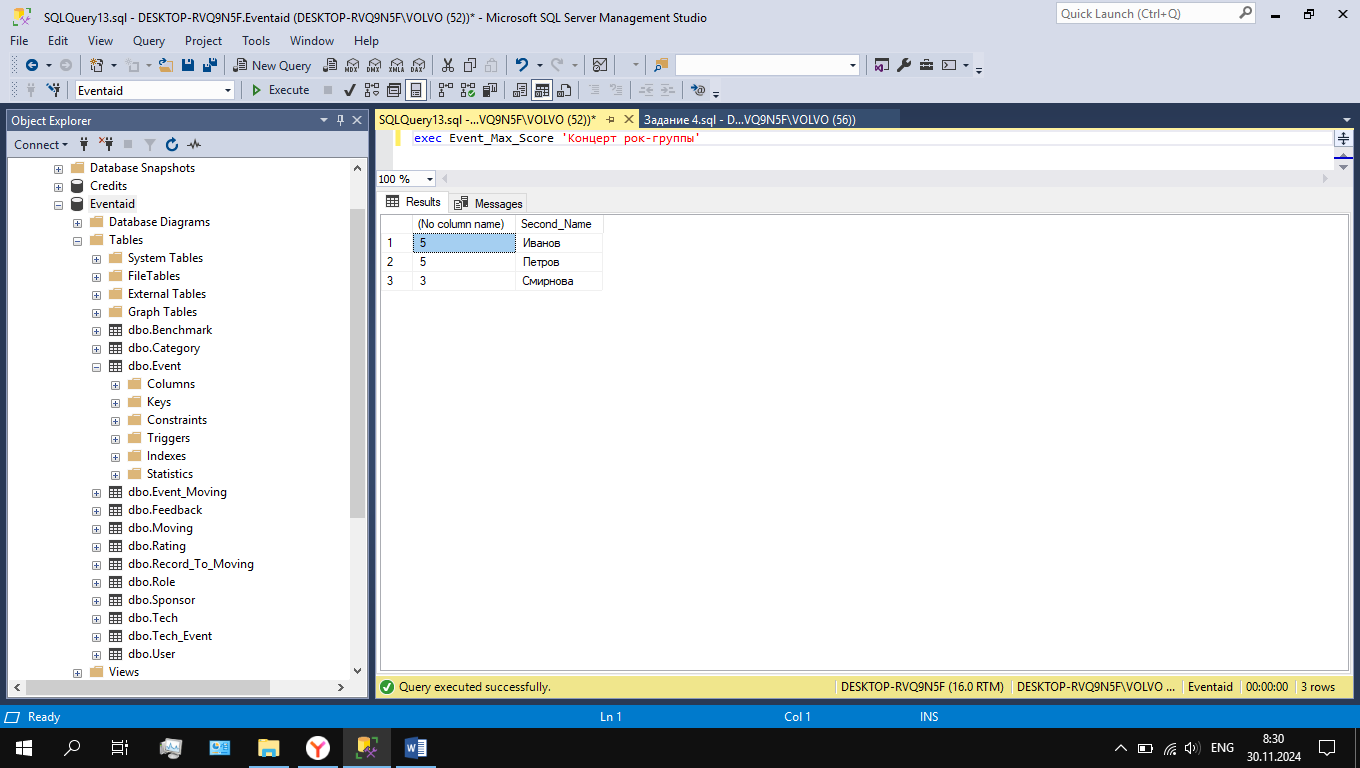 SQLQuery13.sql - DESKTOP-RVQ9N5F.Eventaid (DESKTOP-RVQ9N5F\VOLVO (52))* - Microsoft SQL Server Management Studio
Quick Launch (Ctrl+Q)
File Edit View Query Project Tools Window Help
New Query
MDX DMX XMLA DAX
Eventaid
Execute
Object Explorer
SQLQuery13.sql -...VQ9N5F\VOLVO (52))*
Задание 4.sql - D...VQ9N5F\VOLVO (56))
Connect
exec Event_Max_Score 'Концерт рок-группы'
100 %
Database Snapshots
Credits
Eventaid
Database Diagrams
Tables
System Tables
FileTables
External Tables
Graph Tables
dbo.Benchmark
dbo.Category
dbo.Event
Columns
Keys
Constraints
Triggers
Indexes
Statistics
dbo.Event_Moving
dbo.Feedback
dbo.Moving
dbo.Rating
dbo.Record_To_Moving
dbo.Role
dbo.Sponsor
dbo.Tech
dbo.Tech_Event
dbo.User
Views
Results Messages
(No column name) Second_Name
1 5 Иванов
2 5 Петров
3 3 Смирнова
Query executed successfully.
DESKTOP-RVQ9N5F (16.0 RTM) DESKTOP-RVQ9N5F\VOLVO ... Eventaid 00:00:00 3 rows
Ready Ln 1 Col 1 INS
ENG
8:30
30.11.2024